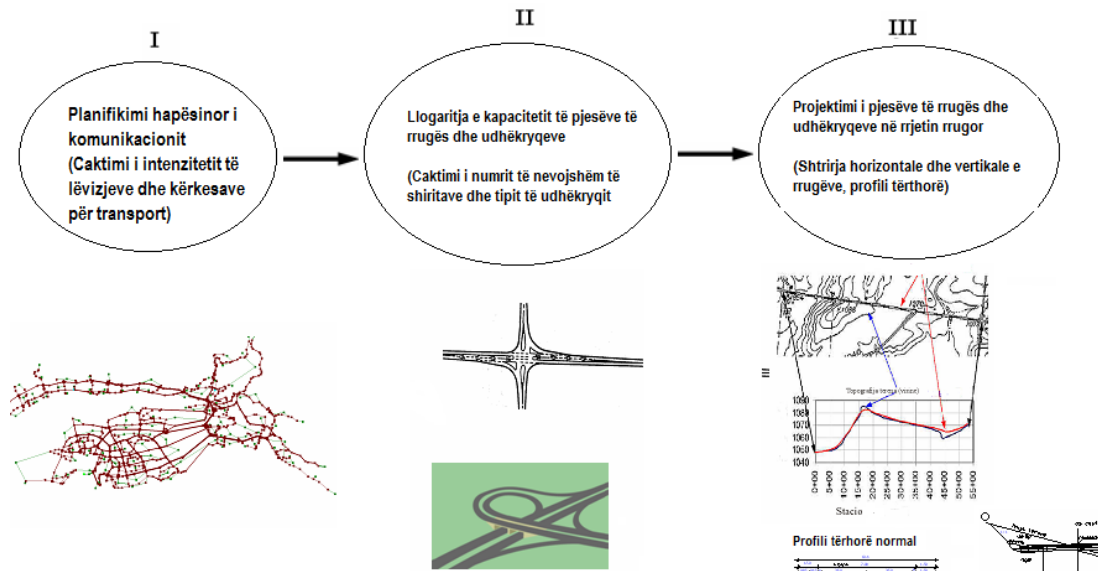 I
Planifikimi hapësinor i
komunikacionit
(Caktimi i intenzitetit të
lëvizjeve dhe kërkesave
për transport)
II
Llogaritja e kapacitetit të pjesëve të
rrugës dhe udhëkryqeve
(Caktimi i numrit të nevojshëm të
shiritave dhe tipit të udhëkryqit
III
Projektimi i pjesëve të rrugës dhe
udhëkryqeve në rrjetin rrugor
(Shtrirja horizontale dhe vertikale e
rrugëve, profili tërthorë)
III
1090
1080
1070
1060
1050
1040
0+00
5+00
10+00
15+00
20+00
25+00
30+00
35+00
40+00
45+00
50+00
55+00
Stacio
Profili tërhorë normal